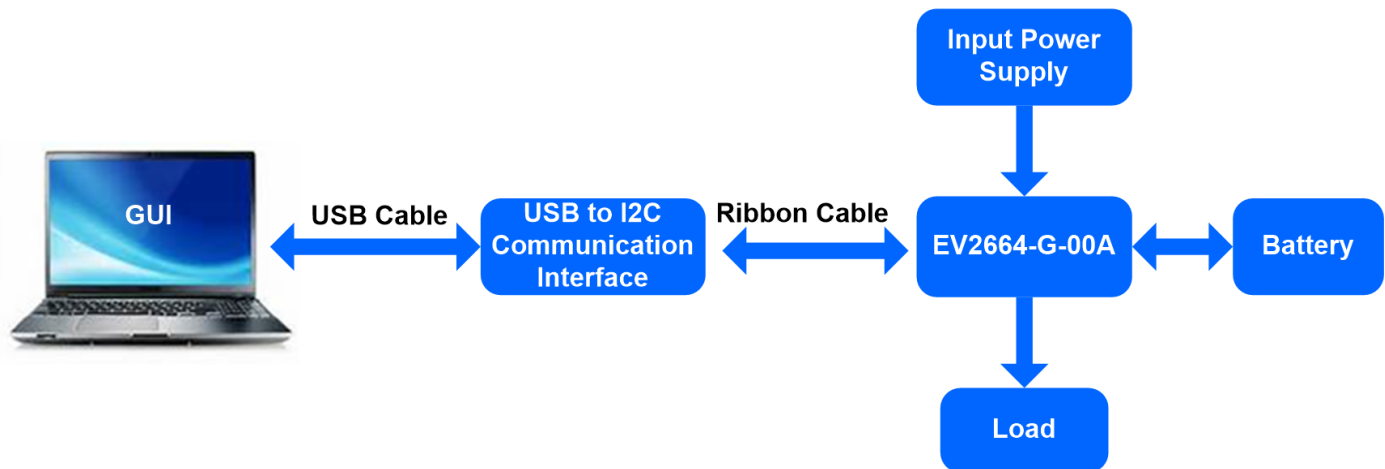 Input Power
Supply
GUI
USB Cable
USB to I2C
Communication
Interface
Ribbon Cable
EV2664-G-00A
Battery
Load